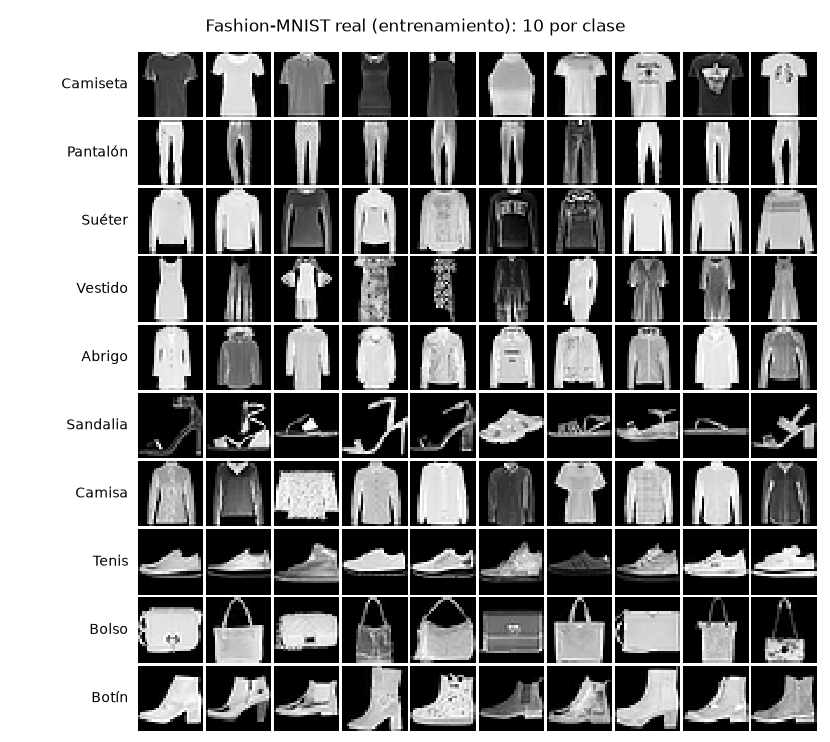 Fashion-MNIST real (entrenamiento): 10 por clase
Camiseta
Pantalón
Suéter
Vestido
Abrigo
Sandalia
Camisa
Tenis
Bolso
Botín